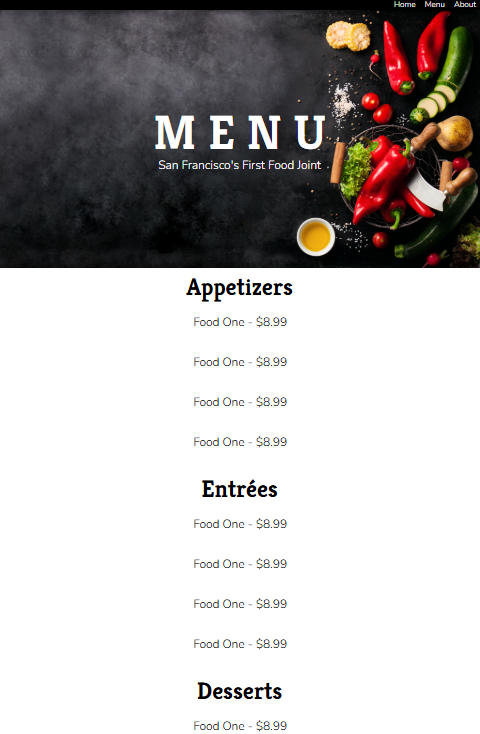 Home Menu About
MENU
San Francisco's First Food Joint
Appetizers
Food One - $8.99
Food One - $8.99
Food One - $8.99
Food One - $8.99
Entrées
Food One - $8.99
Food One - $8.99
Food One - $8.99
Food One - $8.99
Desserts
Food One - $8.99